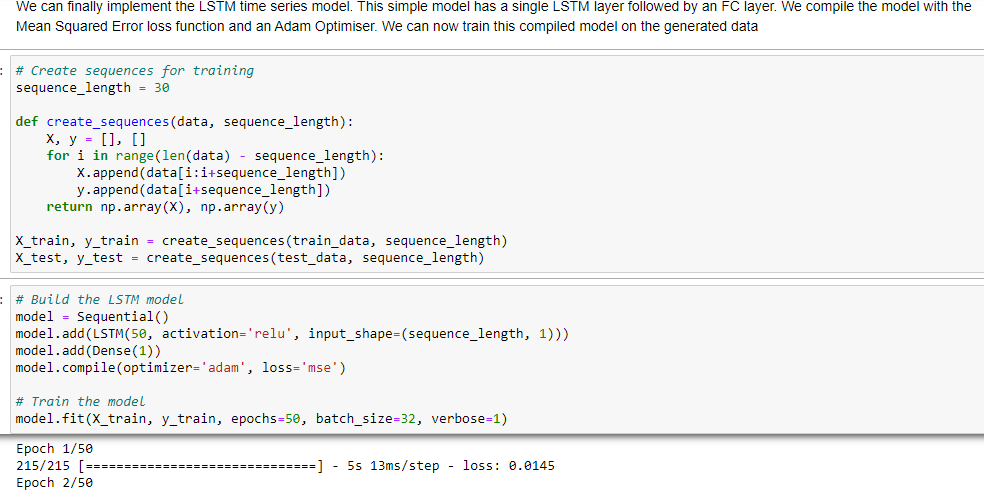 We can finally implement the LSTM time series model. This simple model has a single LSTM layer followed by an FC layer. We compile the model with the
Mean Squared Error loss function and an Adam Optimiser. We can now train this compiled model on the generated data
: # Create sequences for training
sequence_length = 30
def create_sequences(data, sequence_length):
    X, y = [], []
    for i in range(len(data) - sequence_length):
        X.append(data[i:i+sequence_length])
        y.append(data[i+sequence_length])
    return np.array(X), np.array(y)
X_train, y_train = create_sequences(train_data, sequence_length)
X_test, y_test = create_sequences(test_data, sequence_length)
: # Build the LSTM model
model = Sequential()
model.add(LSTM(50, activation='relu', input_shape=(sequence_length, 1)))
model.add(Dense(1))
model.compile(optimizer='adam', loss='mse')
# Train the model
model.fit(X_train, y_train, epochs=50, batch_size=32, verbose=1)
Epoch 1/50
215/215 [==============================] - 5s 13ms/step - loss: 0.0145
Epoch 2/50